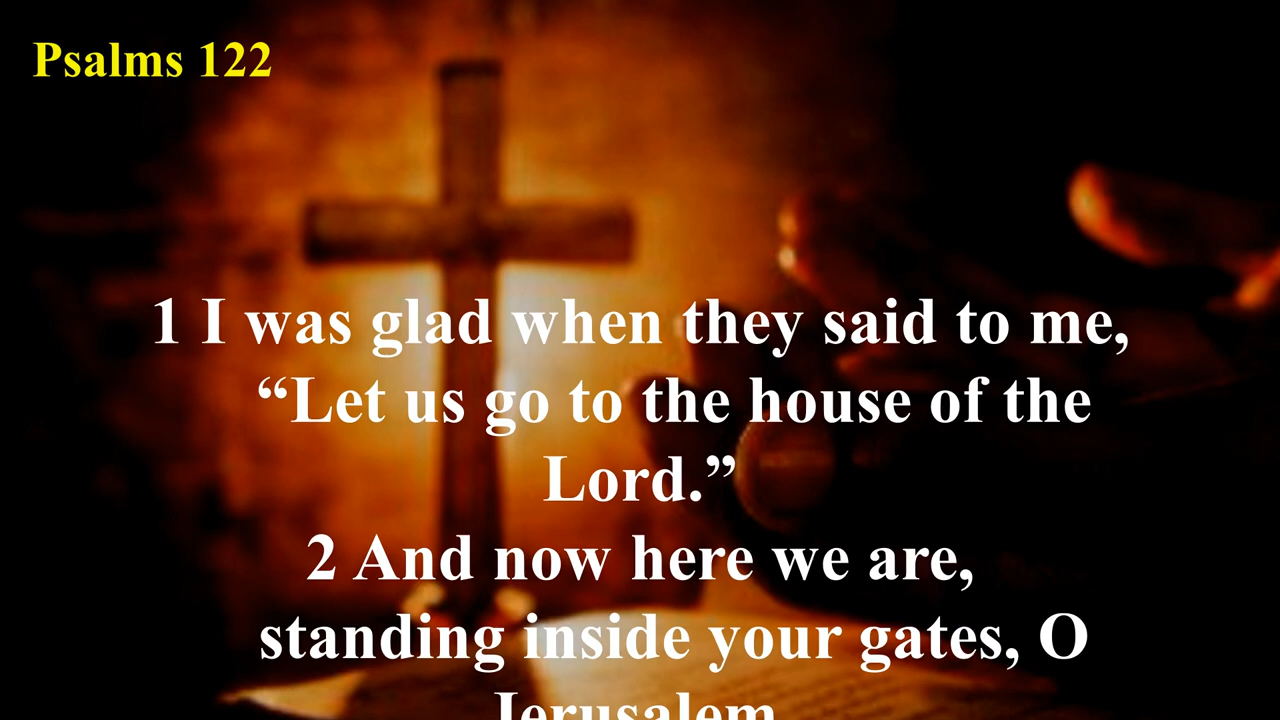 Psalms 122
1 I was glad when they said to me,
“Let us go to the house of the
Lord.”
2 And now here we are,
standing inside your gates, O
Jerusalem